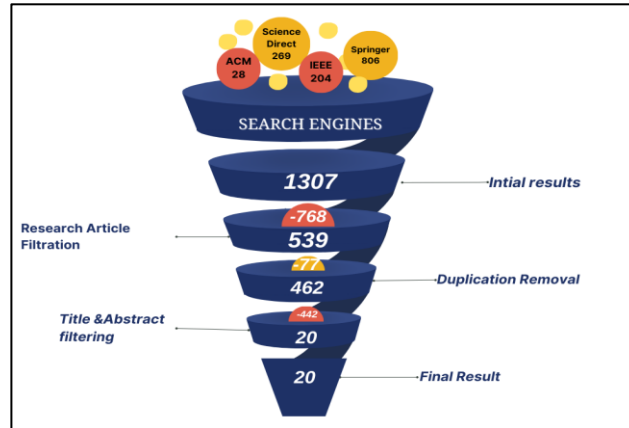 Science
Direct
269
Springer
806
ACM
28
IEEE
204
SEARCH ENGINES
1307
Intial results
-768
Research Article
Filtration
539
-77
462
Duplication Removal
-442
Title &Abstract
filtering
20
20
Final Result